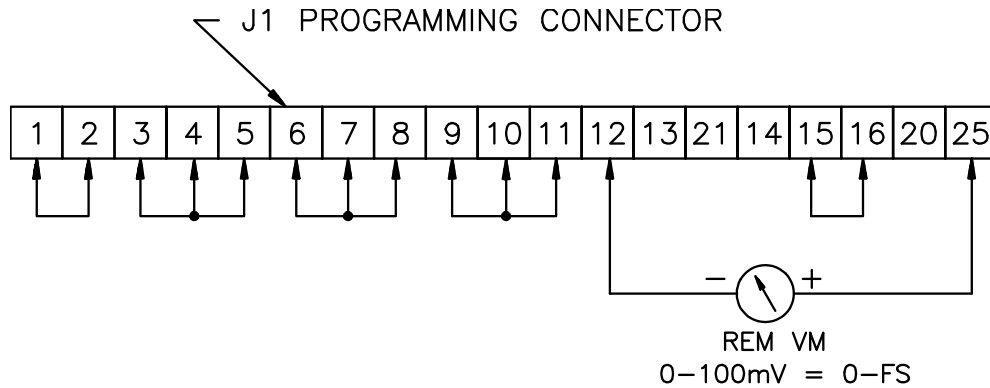 J1 PROGRAMMING CONNECTOR
1 2 3 4 5 6 7 8 9 10 11 12 13 21 14 15 16 20 25
− +
REM VM
0−100mV = 0−FS